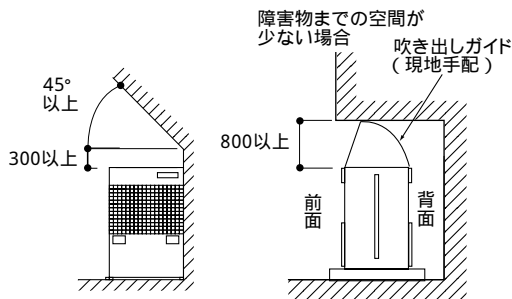 45°
以上
300以上
障害物までの空間が
少ない場合
吹き出しガイド
(現地手配)
800以上
前面
背面